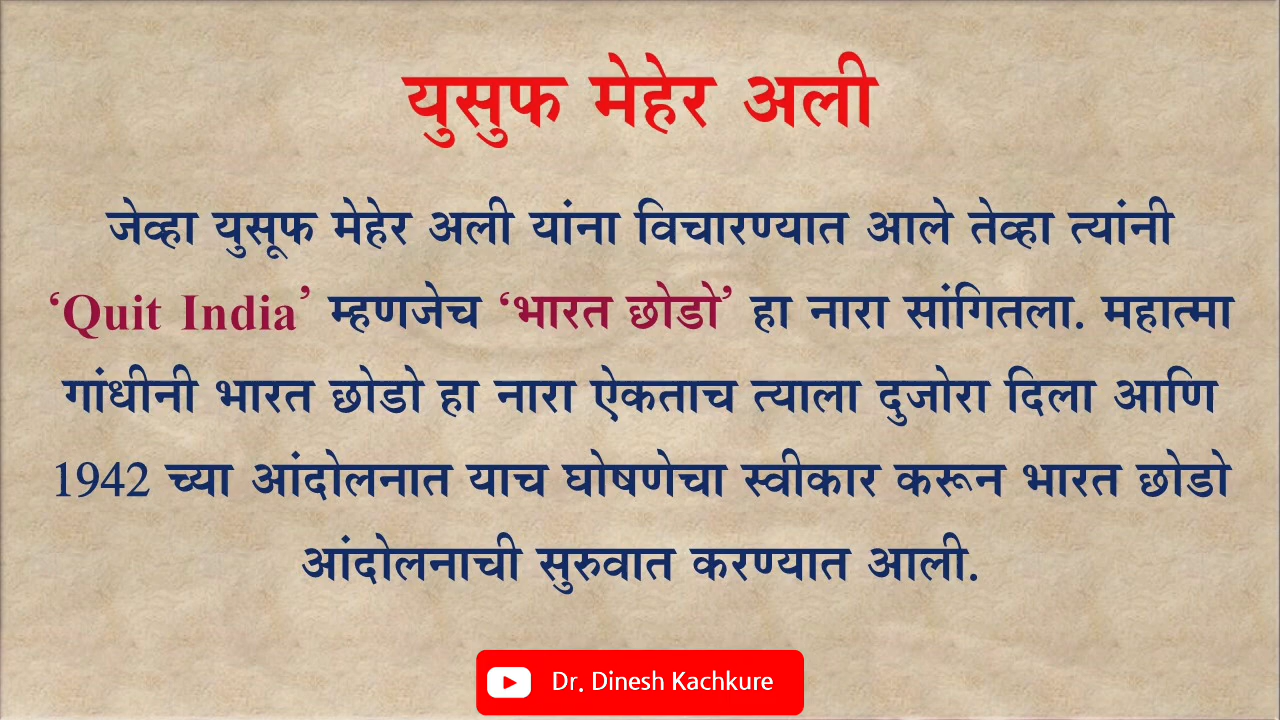 युसुफ मेहेर अली
जेव्हा युसूफ मेहेर अली यांना विचारण्यात आले तेव्हा त्यांनी
‘Quit India’ म्हणजेच ‘भारत छोडो’ हा नारा सांगितला. महात्मा
गांधीनी भारत छोडो हा नारा ऐकताच त्याला दुजोरा दिला आणि
1942 च्या आंदोलनात याच घोषणेचा स्वीकार करून भारत छोडो
आंदोलनाची सुरुवात करण्यात आली.
Dr. Dinesh Kachkure